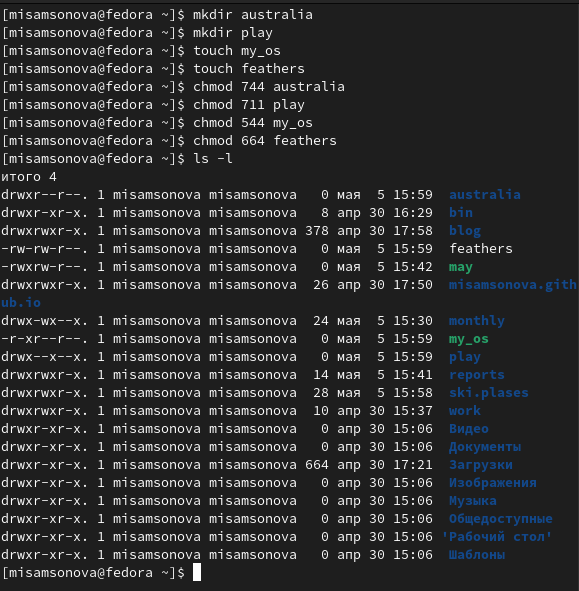 [misamsonova@fedora ~]$ mkdir australia
[misamsonova@fedora ~]$ mkdir play
[misamsonova@fedora ~]$ touch my_os
[misamsonova@fedora ~]$ touch feathers
[misamsonova@fedora ~]$ chmod 744 australia
[misamsonova@fedora ~]$ chmod 711 play
[misamsonova@fedora ~]$ chmod 544 my_os
[misamsonova@fedora ~]$ chmod 664 feathers
[misamsonova@fedora ~]$ ls -l
итого 4
drwxr--r--. 1 misamsonova misamsonova   0 мая  5 15:59  australia
drwxr-xr-x. 1 misamsonova misamsonova   8 апр 30 16:29  bin
drwxrwxr-x. 1 misamsonova misamsonova 378 апр 30 17:58  blog
-rw-rw-r--. 1 misamsonova misamsonova   0 мая  5 15:59  feathers
-rwxrw-r--. 1 misamsonova misamsonova   0 мая  5 15:42  may
drwxrwxr-x. 1 misamsonova misamsonova  26 апр 30 17:50  misamsonova.gith
ub.io
drwx-wx--x. 1 misamsonova misamsonova  24 мая  5 15:30  monthly
-r-xr--r--. 1 misamsonova misamsonova   0 мая  5 15:59  my_os
drwx--x--x. 1 misamsonova misamsonova   0 мая  5 15:59  play
drwxrwxr-x. 1 misamsonova misamsonova  14 мая  5 15:41  reports
drwxrwxr-x. 1 misamsonova misamsonova  28 мая  5 15:58  ski.plases
drwxrwxr-x. 1 misamsonova misamsonova  10 апр 30 15:37  work
drwxr-xr-x. 1 misamsonova misamsonova   0 апр 30 15:06  Видео
drwxr-xr-x. 1 misamsonova misamsonova   0 апр 30 15:06  Документы
drwxr-xr-x. 1 misamsonova misamsonova 664 апр 30 17:21  Загрузки
drwxr-xr-x. 1 misamsonova misamsonova   0 апр 30 15:06  Изображения
drwxr-xr-x. 1 misamsonova misamsonova   0 апр 30 15:06  Музыка
drwxr-xr-x. 1 misamsonova misamsonova   0 апр 30 15:06  Общедоступные
drwxr-xr-x. 1 misamsonova misamsonova   0 апр 30 15:06 'Рабочий стол'
drwxr-xr-x. 1 misamsonova misamsonova   0 апр 30 15:06  Шаблоны
[misamsonova@fedora ~]$